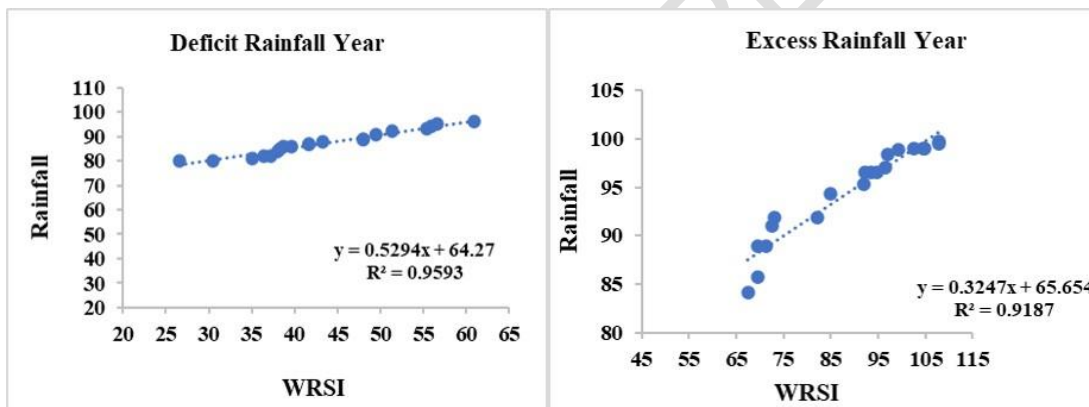 Deficit Rainfall Year
Rainfall
110
100
90
80
70
60
50
40
30
20
y = 0.5294x + 64.27
R² = 0.9593
20 25 30 35 40 45 50 55 60 65
WRSI
Excess Rainfall Year
Rainfall
105
100
95
90
85
80
y = 0.3247x + 65.654
R² = 0.9187
45 55 65 75 85 95 105 115
WRSI